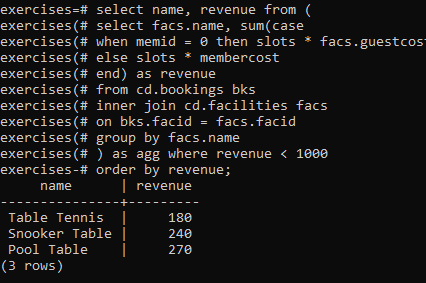 exercises=# select name, revenue from (
exercises(# select facs.name, sum(case
exercises(# when memid = 0 then slots * facs.guestcost
exercises(# else slots * membercost
exercises(# end) as revenue
exercises(# from cd.bookings bks
exercises(# inner join cd.facilities facs
exercises(# on bks.facid = facs.facid
exercises(# group by facs.name
exercises(# ) as agg where revenue < 1000
exercises-# order by revenue;
     name      | revenue
---------------+---------
 Table Tennis  |     180
 Snooker Table |     240
 Pool Table    |     270
(3 rows)